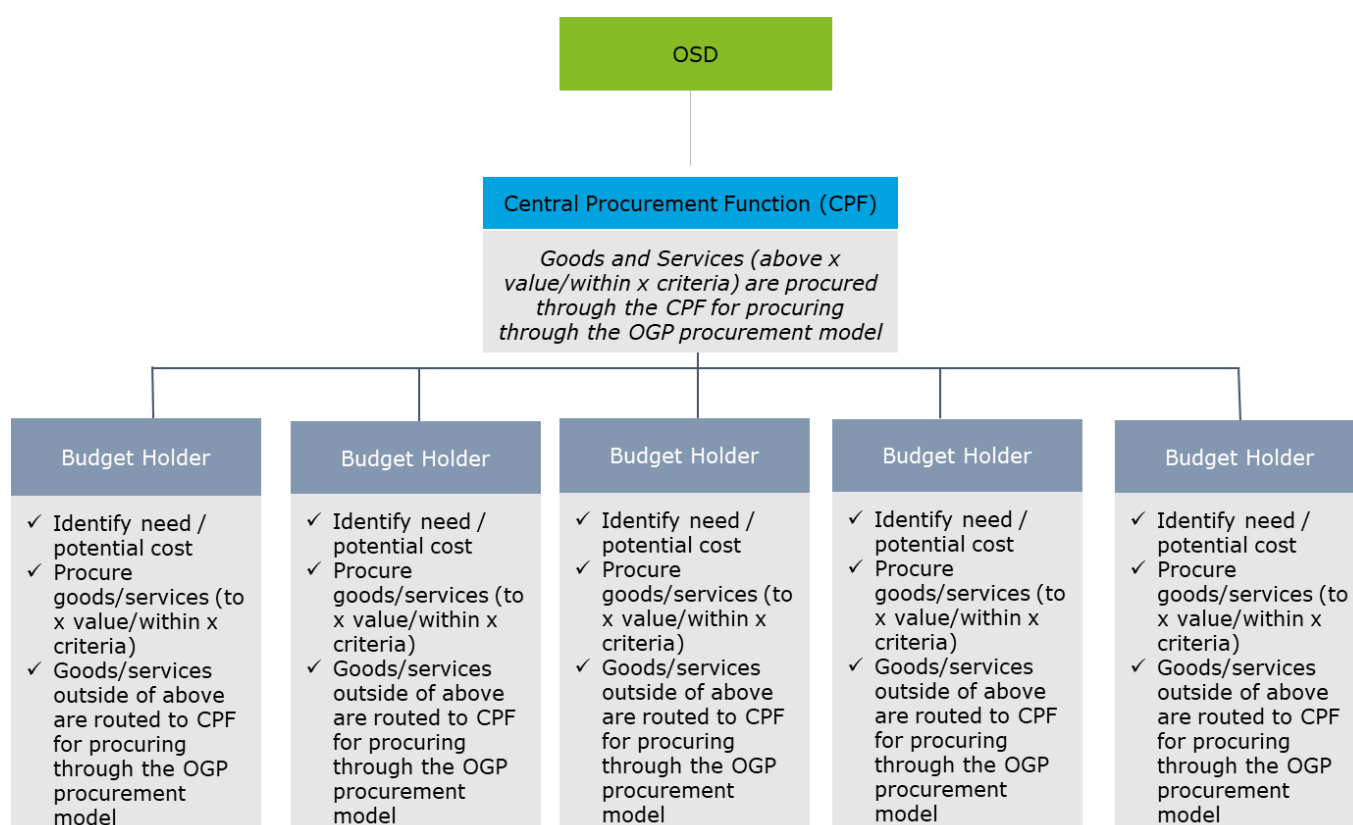 OSD
Central Procurement Function (CPF)
Goods and Services (above x
value/within x criteria) are procured
through the CPF for procuring
through the OGP procurement model
Budget Holder
✓ Identify need /
potential cost
✓ Procure
goods/services (to
x value/within x
criteria)
✓ Goods/services
outside of above
are routed to CPF
for procuring
through the OGP
procurement
model
Budget Holder
✓ Identify need /
potential cost
✓ Procure
goods/services (to
x value/within x
criteria)
✓ Goods/services
outside of above
are routed to CPF
for procuring
through the OGP
procurement
model
Budget Holder
✓ Identify need /
potential cost
✓ Procure
goods/services (to
x value/within x
criteria)
✓ Goods/services
outside of above
are routed to CPF
for procuring
through the OGP
procurement
model
Budget Holder
✓ Identify need /
potential cost
✓ Procure
goods/services (to
x value/within x
criteria)
✓ Goods/services
outside of above
are routed to CPF
for procuring
through the OGP
procurement
model
Budget Holder
✓ Identify need /
potential cost
✓ Procure
goods/services (to
x value/within x
criteria)
✓ Goods/services
outside of above
are routed to CPF
for procuring
through the OGP
procurement
model